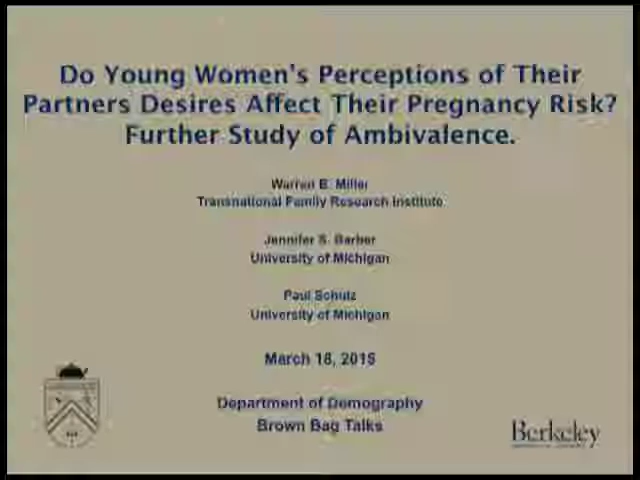 Do Young Women's Perceptions of Their
Partners Desires Affect Their Pregnancy Risk?
Further Study of Ambivalence.
Warren B. Miller
Transnational Family Research Institute
Jennifer S. Barber
University of Michigan
Paul Schulz
University of Michigan
March 18, 2015
Department of Demography
Brown Bag Talks
Berkeley